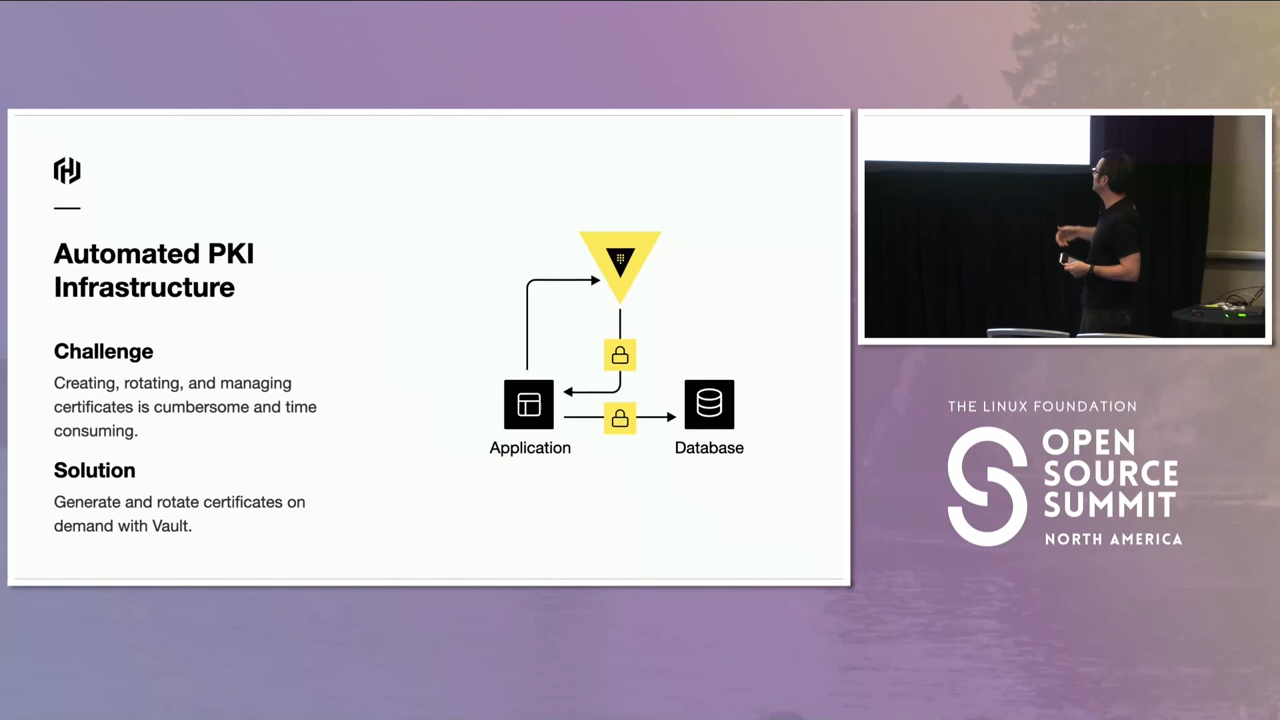 Automated PKI
Infrastructure
Challenge
Creating, rotating, and managing
certificates is cumbersome and time
consuming.
Solution
Generate and rotate certificates on
demand with Vault.
Application
Database
THE LINUX FOUNDATION
OPEN
SOURCE
SUMMIT
NORTH AMERICA